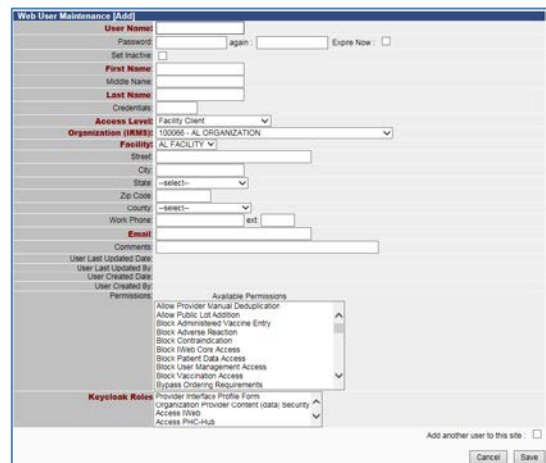 Web User Maintenance [Add]
User Name:
Password: again : Expire Now :
Set Inactive:
First Name:
Middle Name:
Last Name:
Credentials:
Access Level: Facility Client
Organization (IRMS): 100066 - AL ORGANIZATION
Facility: AL FACILITY
Street:
City:
State: --select--
Zip Code:
County: --select--
Work Phone: ext:
Email:
Comments:
User Last Updated Date:
User Last Updated By:
User Created Date:
User Created By:
Permissions: Available Permissions
Allow Provider Manual Deduplication
Allow Public Lot Addition
Block Administered Vaccine Entry
Block Adverse Reaction
Block Contraindication
Block IWeb Core Access
Block Patient Data Access
Block User Management Access
Block Vaccination Access
Bypass Ordering Requirements
Keycloak Roles Provider Interface Profile Form
Organization Provider Content (data) Security
Access IWeb
Access PHC-Hub
Add another user to this site :
Cancel Save